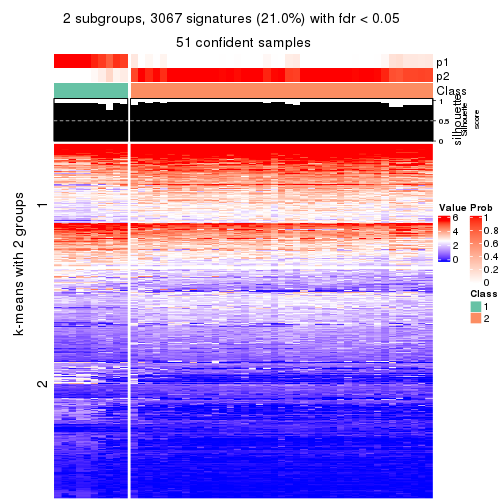 2 subgroups, 3067 signatures (21.0%) with fdr < 0.05
51 confident samples
p1
p2
Class
1
0.5
0
silhouette
Silhouette
score
k-means with 2 groups
1
2
Value
6
4
2
0
Prob
1
0.8
0.6
0.4
0.2
0
Class
1
2